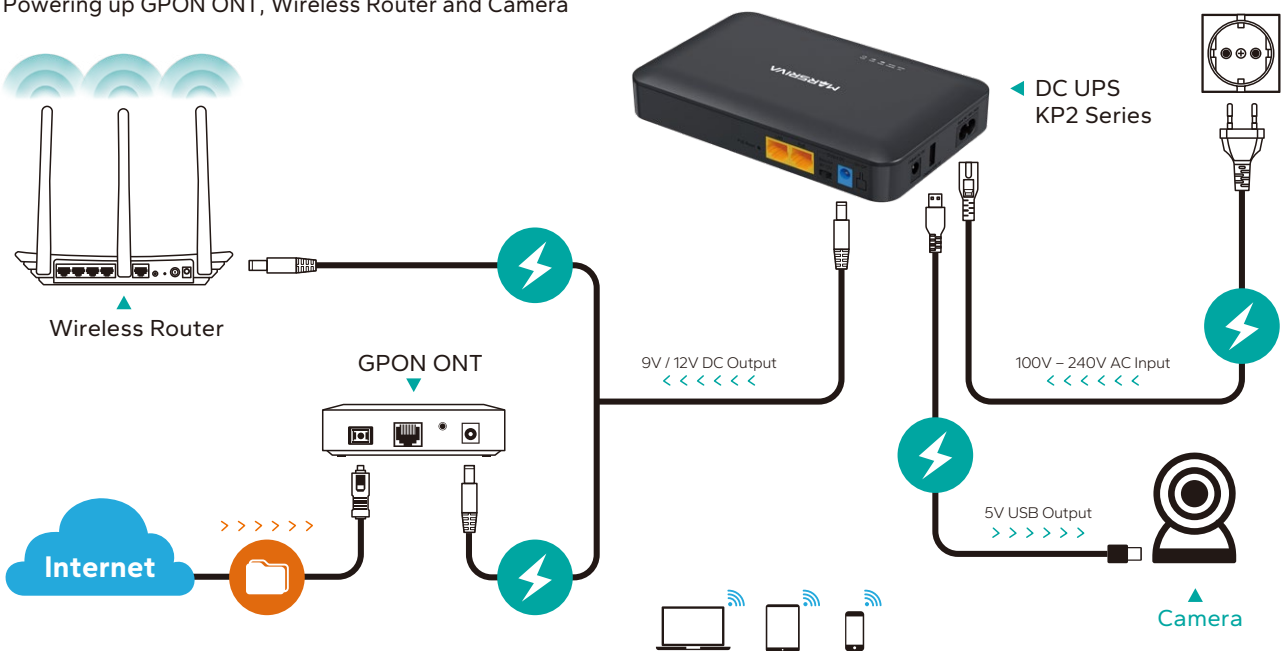 Powering up GPON ONT, Wireless Router and Camera
MARSRIVA
DC UPS
KP2 Series
Wireless Router
GPON ONT
9V / 12V DC Output
100V – 240V AC Input
5V USB Output
Internet
Camera